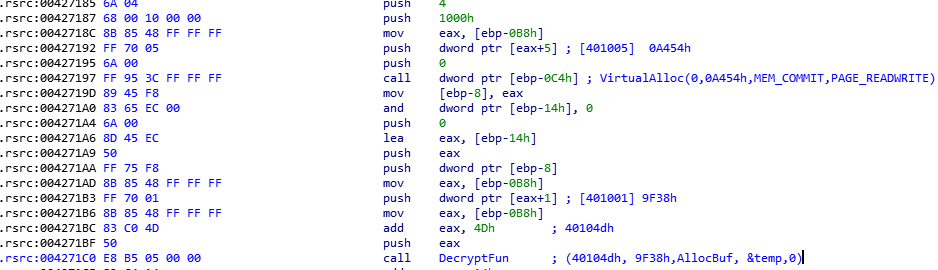 .rsrc:00427185 6A 04 push 4
.rsrc:00427187 68 00 10 00 00 push 1000h
.rsrc:0042718C 8B 85 48 FF FF FF mov eax, [ebp-0B8h]
.rsrc:00427192 FF 70 05 push dword ptr [eax+5] ; [401005] 0A454h
.rsrc:00427195 6A 00 push 0
.rsrc:00427197 FF 95 3C FF FF FF call dword ptr [ebp-0C4h] ; VirtualAlloc(0,0A454h,MEM_COMMIT,PAGE_READWRITE)
.rsrc:0042719D 89 45 F8 mov [ebp-8], eax
.rsrc:004271A0 83 65 EC 00 and dword ptr [ebp-14h], 0
.rsrc:004271A4 6A 00 push 0
.rsrc:004271A6 8D 45 EC lea eax, [ebp-14h]
.rsrc:004271A9 50 push eax
.rsrc:004271AA FF 75 F8 push dword ptr [ebp-8]
.rsrc:004271AD 8B 85 48 FF FF FF mov eax, [ebp-0B8h]
.rsrc:004271B3 FF 70 01 push dword ptr [eax+1] ; [401001] 9F38h
.rsrc:004271B6 8B 85 48 FF FF FF mov eax, [ebp-0B8h]
.rsrc:004271BC 83 C0 4D add eax, 4Dh ; 40104dh
.rsrc:004271BF 50 push eax
.rsrc:004271C0 E8 B5 05 00 00 call DecryptFun ; (40104dh, 9F38h,AllocBuf, &temp,0)